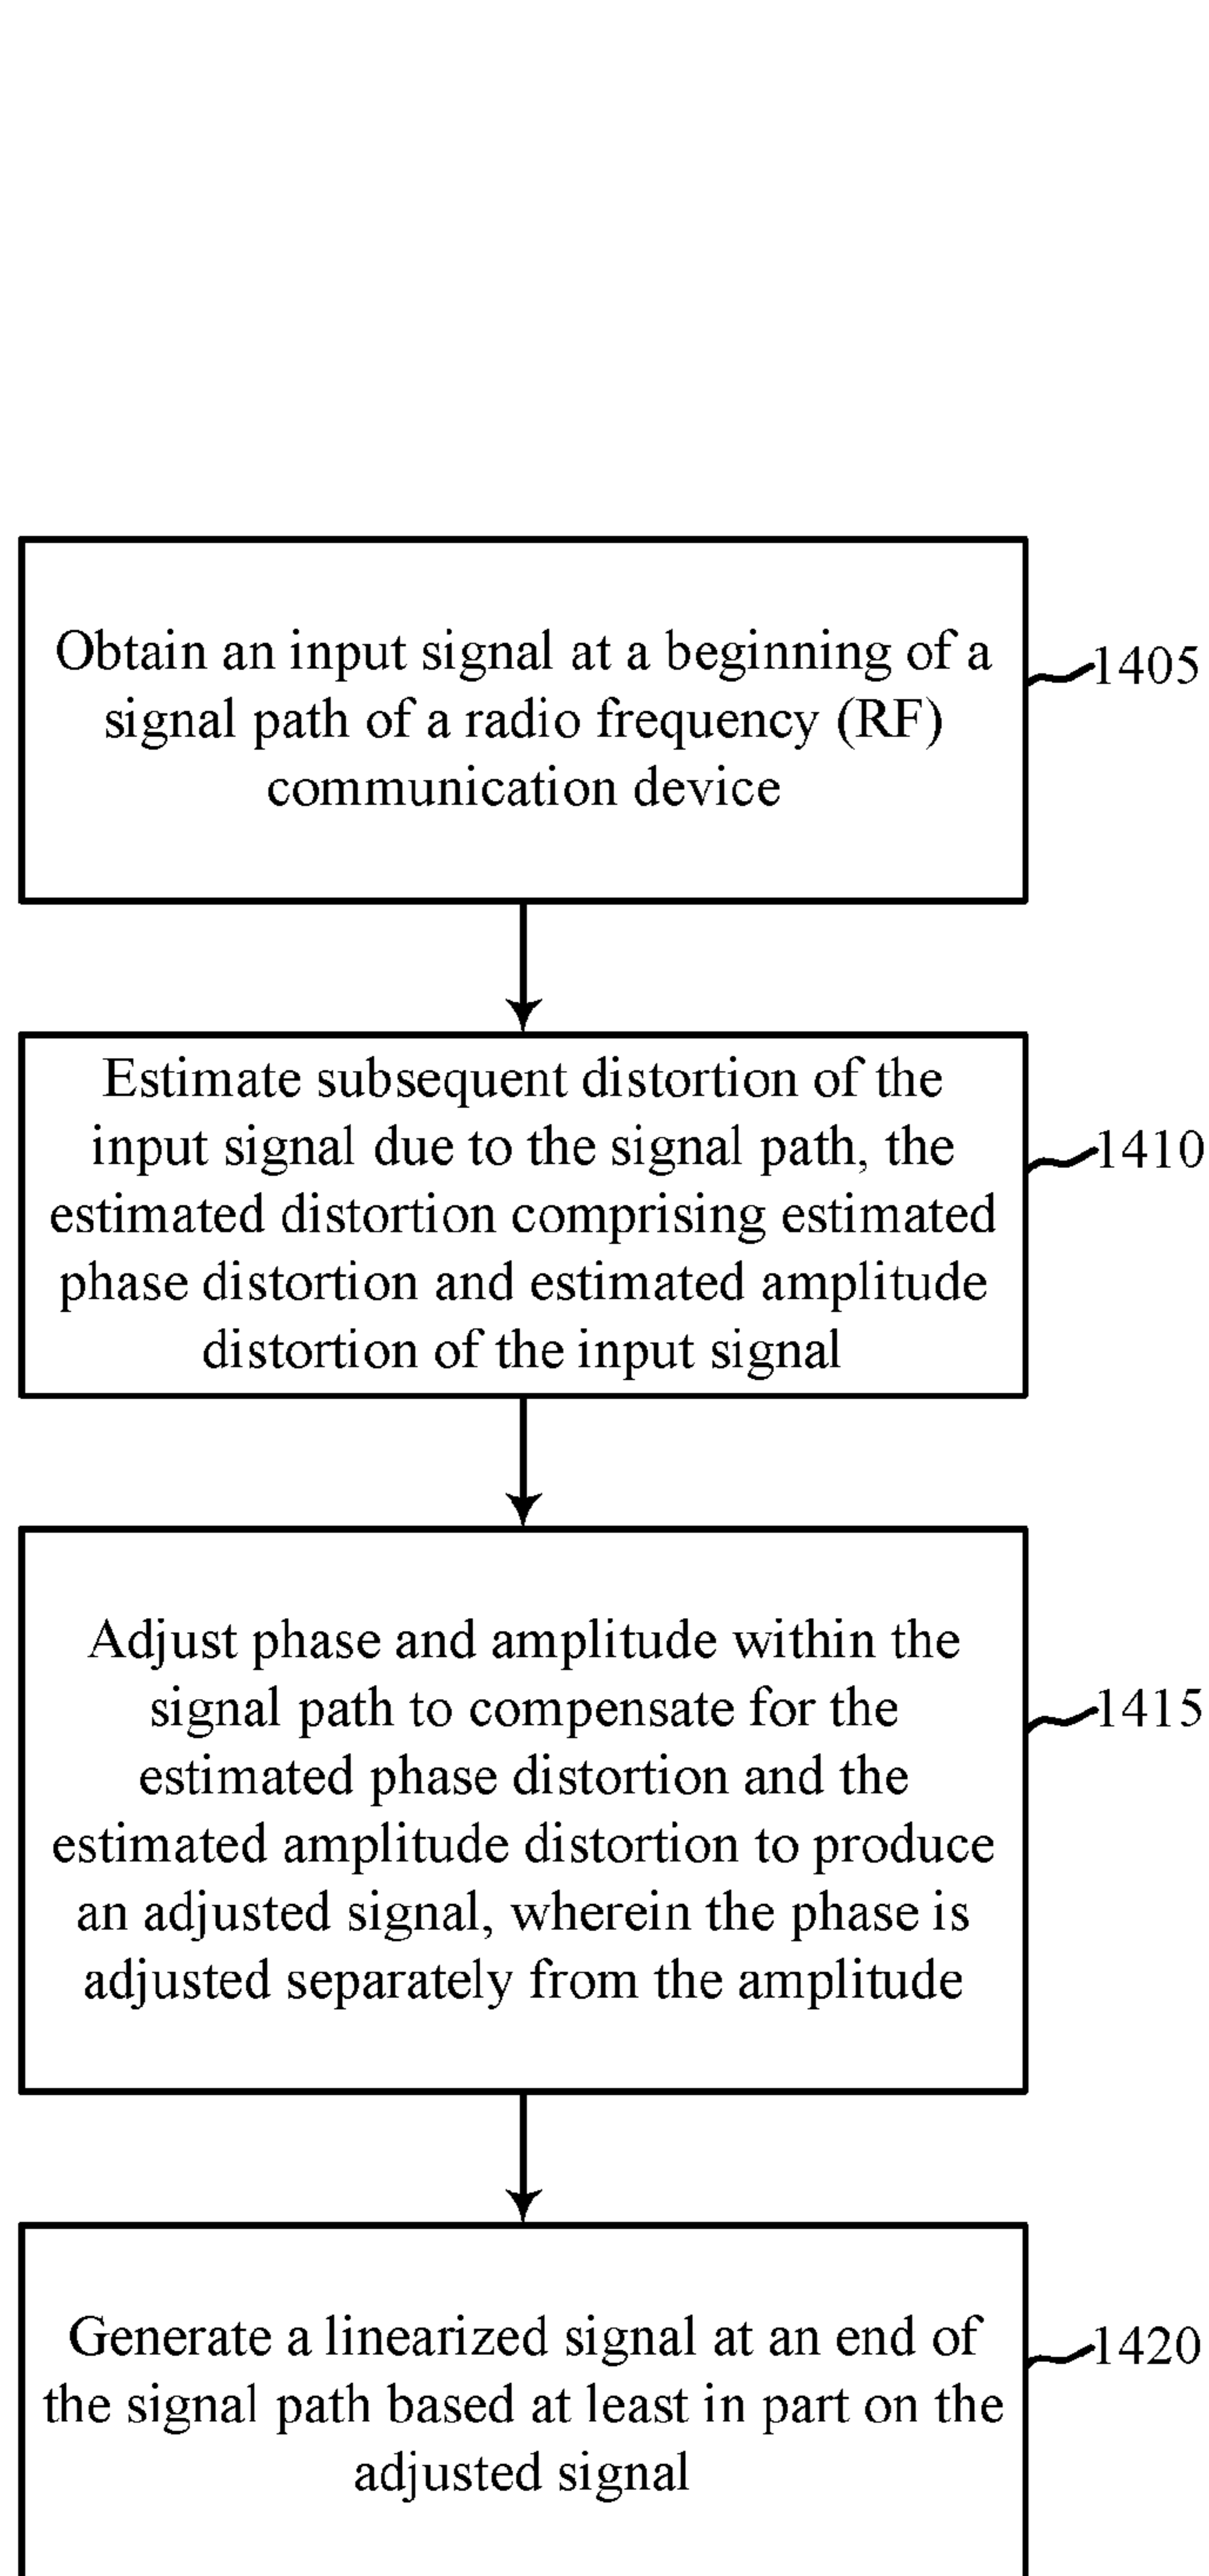 Obtain an input signal at a beginning of a
signal path of a radio frequency (RF)
communication device
1405
Estimate subsequent distortion of the
input signal due to the signal path, the
estimated distortion comprising estimated
phase distortion and estimated amplitude
distortion of the input signal
1410
Adjust phase and amplitude within the
signal path to compensate for the
estimated phase distortion and the
estimated amplitude distortion to produce
an adjusted signal, wherein the phase is
adjusted separately from the amplitude
1415
Generate a linearized signal at an end of
the signal path based at least in part on the
adjusted signal
1420